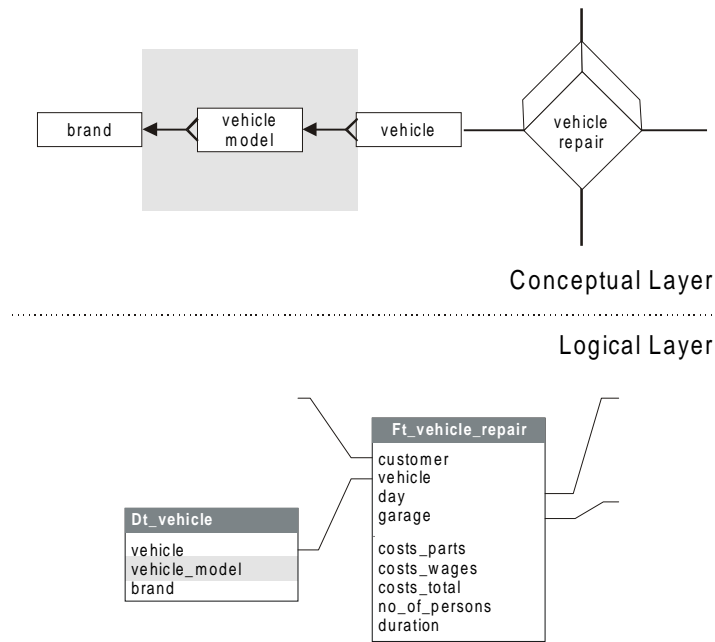 brand
vehicle
model
vehicle
vehicle
repair
Conceptual Layer
Logical Layer
Ft_vehicle_repair
customer
vehicle
day
garage
costs_parts
costs_wages
costs_total
no_of_persons
duration
Dt_vehicle
vehicle
vehicle_model
brand